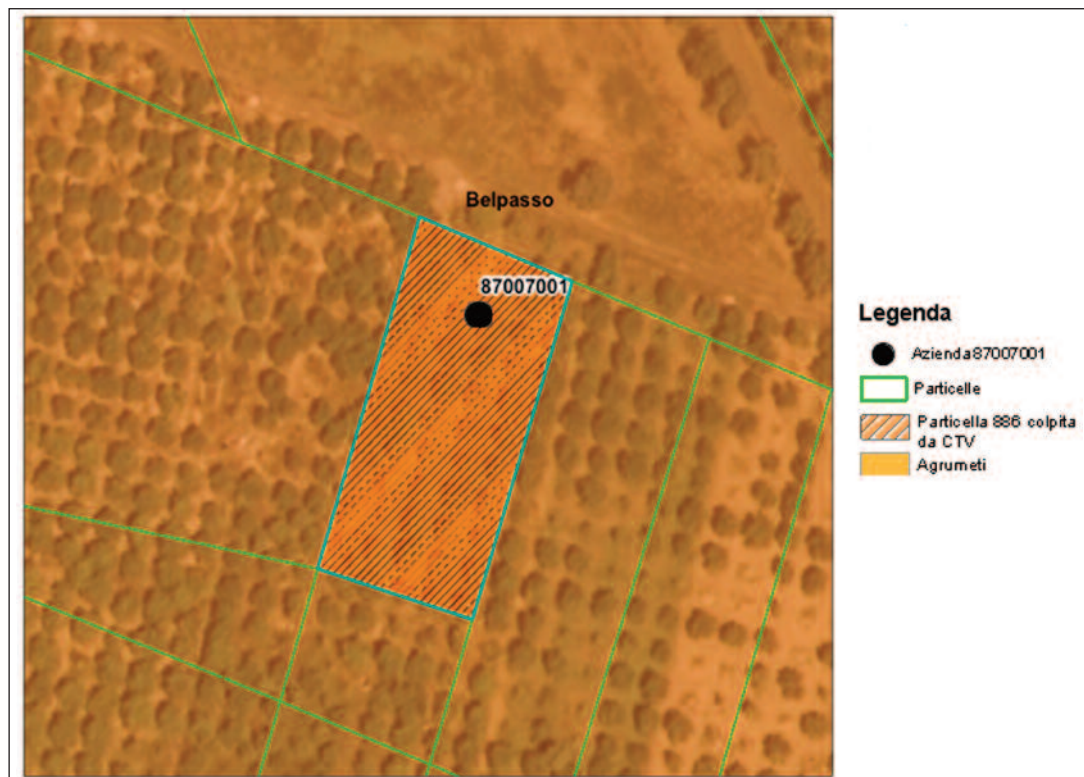 Belpasso
87007001
Legenda
Azienda87007001
Particelle
Particella 886 colpita
da CTV
Agrumeti